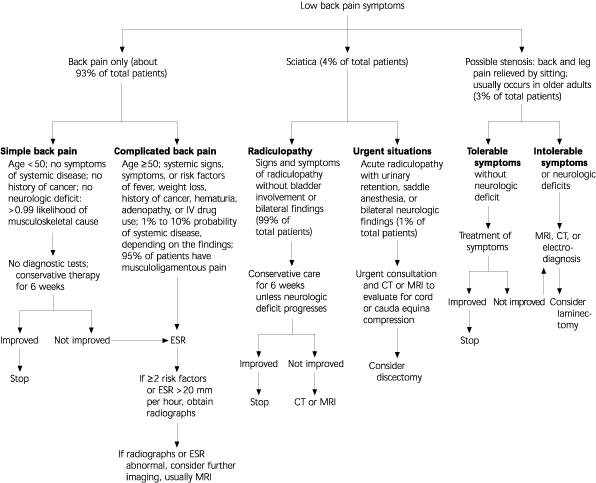 Low back pain symptoms
Back pain only (about
93% of total patients)
Sciatica (4% of total patients)
Possible stenosis: back and leg
pain relieved by sitting;
usually occurs in older adults
(3% of total patients)
Simple back pain
Age <50; no symptoms
of systemic disease; no
history of cancer; no
neurologic deficit:
>0.99 likelihood of
musculoskeletal cause
Complicated back pain
Age ≥50; systemic signs,
symptoms, or risk factors
of fever, weight loss,
history of cancer, hematuria,
adenopathy, or IV drug
use; 1% to 10% probability
of systemic disease,
depending on the findings;
95% of patients have
musculoligamentous pain
Radiculopathy
Signs and symptoms
of radiculopathy
without bladder
involvement or bilateral
findings (99% of
total patients)
Urgent situations
Acute radiculopathy
with urinary
retention, saddle
anesthesia, or
bilateral neurologic
findings (1% of
total patients)
Tolerable
symptoms
without
neurologic
deficit
Intolerable
symptoms
or neurologic
deficits
No diagnostic tests;
conservative therapy
for 6 weeks
Conservative care
for 6 weeks
unless neurologic
deficit progresses
Urgent consultation
and CT or MRI to
evaluate for cord
or cauda equina
compression
Treatment of
symptoms
MRI, CT, or
electro-
diagnosis
Improved
Not improved
ESR
Improved
Not improved
Consider
discectomy
Improved
Not improved
Consider
laminec-
tomy
Stop
If ≥2 risk factors
or ESR >20 mm
per hour, obtain
radiographs
Stop
CT or MRI
Stop
If radiographs or ESR
abnormal, consider further
imaging, usually MRI